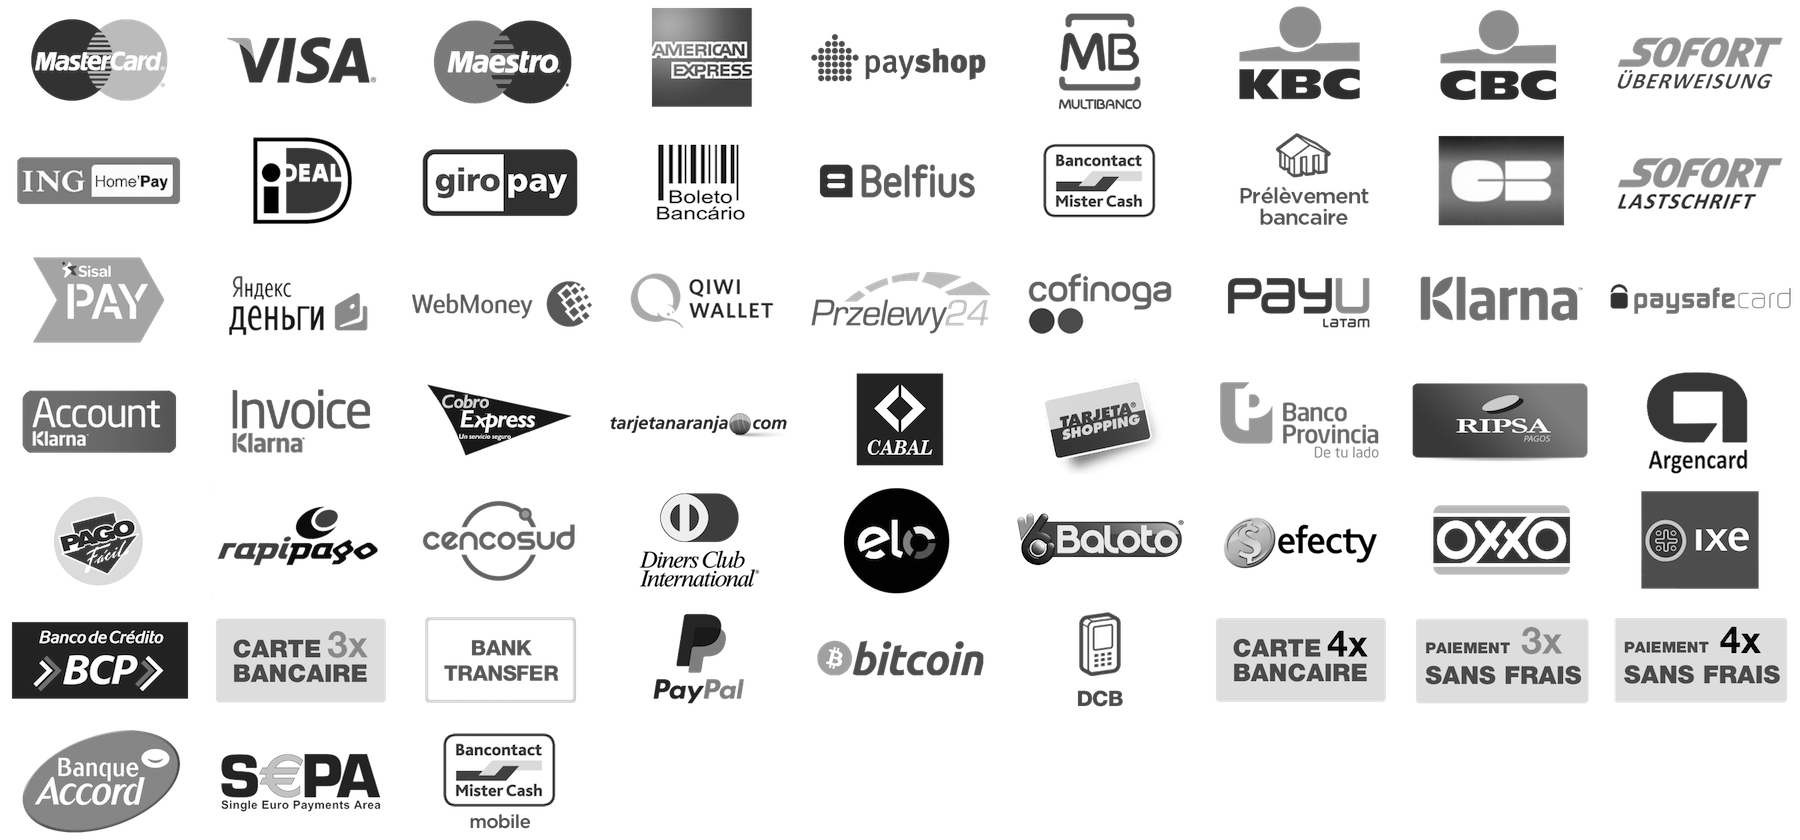 MasterCard
VISA
Maestro
AMERICAN
EXPRESS
payshop
MB
MULTIBANCO
KBC
CBC
SOFORT
ÜBERWEISUNG
ING Home'Pay
iDEAL
giropay
Boleto
Bancário
Belfius
Bancontact
Mister Cash
Prélèvement
bancaire
CB
SOFORT
LASTSCHRIFT
Sisal
PAY
Яндекс
деньги
WebMoney
QIWI
WALLET
Przelewy24
cofinoga
PayU
LATAM
Klarna
paysafecard
Account
Klarna
Invoice
Klarna
Cobro
Express
Un servicio seguro
tarjetanaranja.com
CABAL
TARJETA
SHOPPING
Banco
Provincia
De tu lado
RIPSA
PAGOS
Argencard
PAGO
Fácil
rapipago
cencosud
Diners Club
International
elo
Baloto
efecty
OXXO
ixe
Banco de Crédito
BCP
CARTE 3x
BANCAIRE
BANK
TRANSFER
PayPal
bitcoin
DCB
CARTE 4x
BANCAIRE
PAIEMENT 3x
SANS FRAIS
PAIEMENT 4x
SANS FRAIS
Banque
Accord
S€PA
Single Euro Payments Area
Bancontact
Mister Cash
mobile